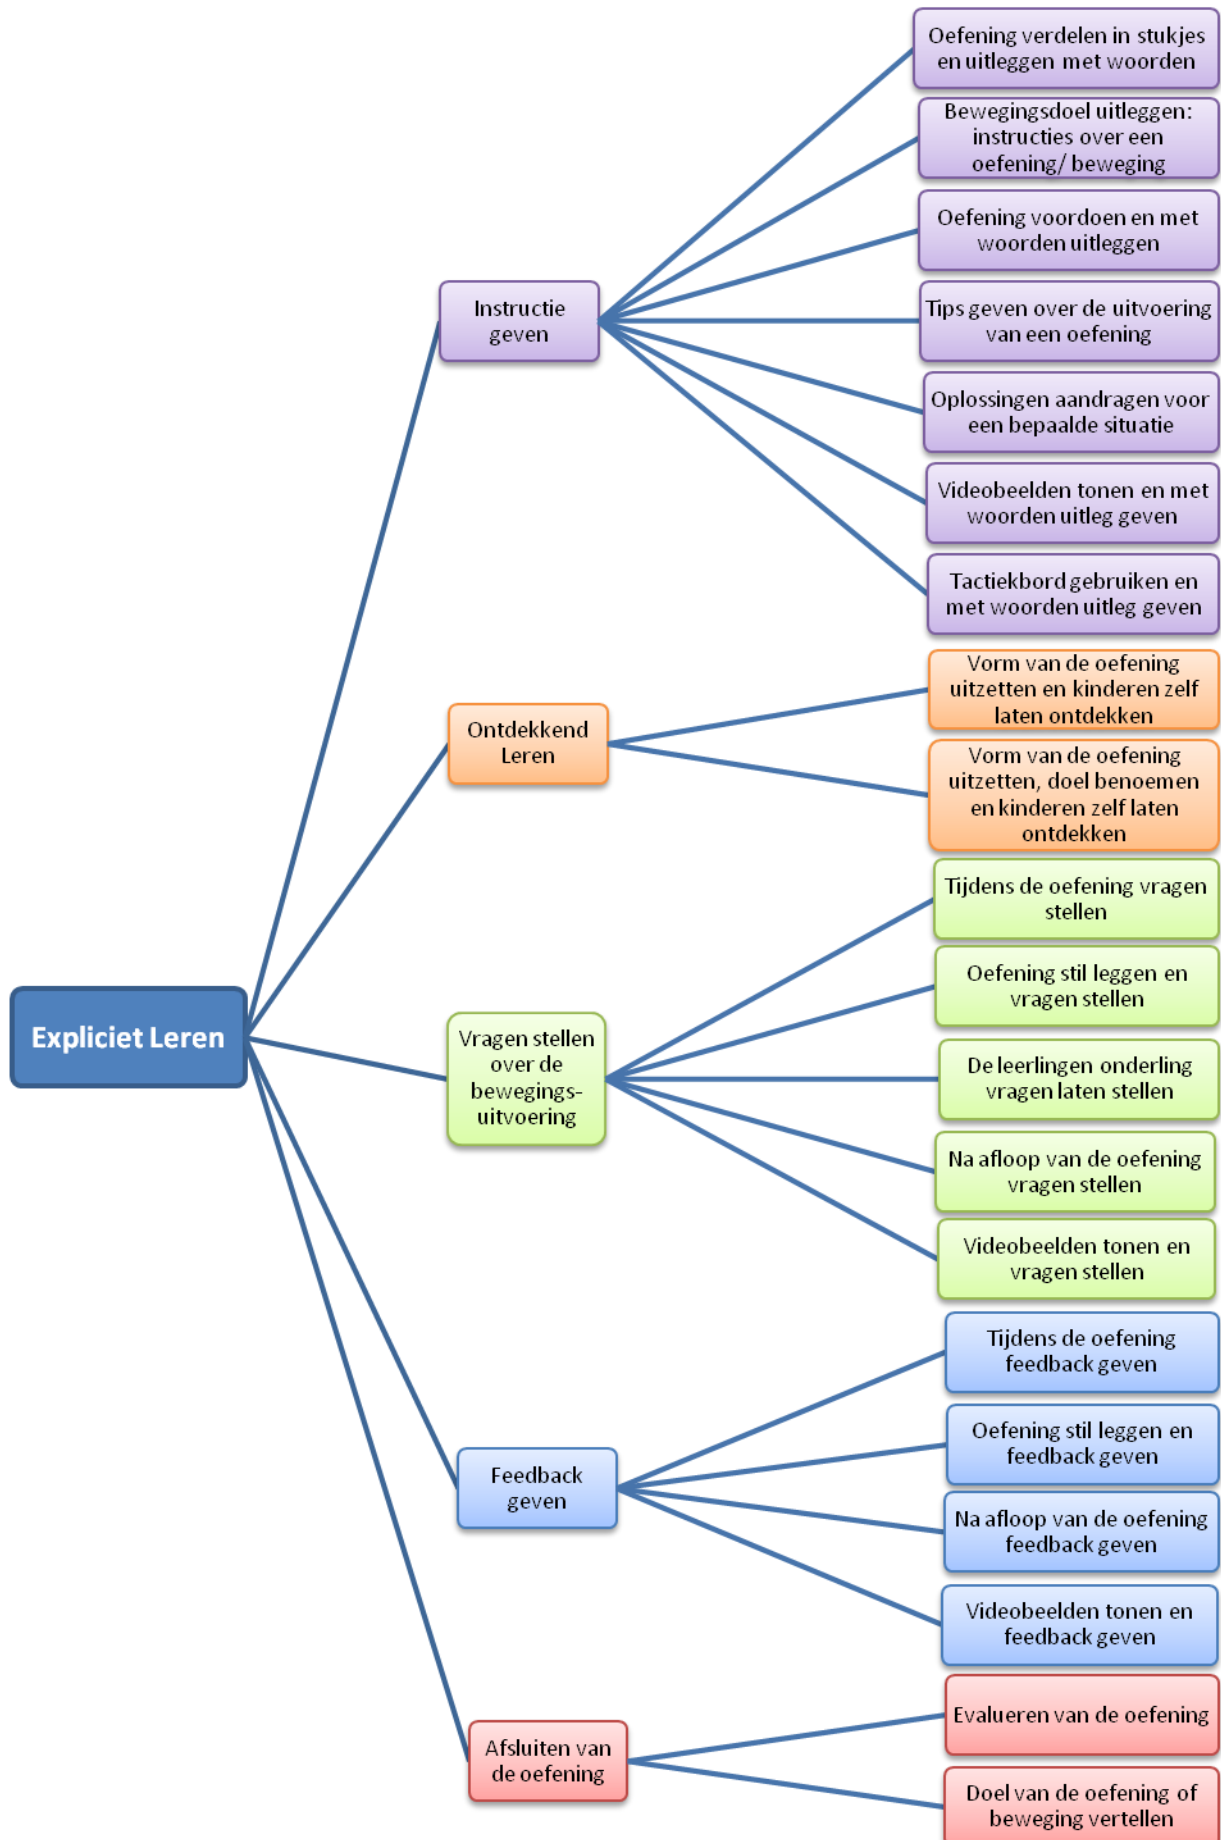 Expliciet Leren
Instructie
geven
Oefening verdelen in stukjes
en uitleggen met woorden
Bewegingsdoel uitleggen:
instructies over een
oefening/ beweging
Oefening voordoen en met
woorden uitleggen
Tips geven over de uitvoering
van een oefening
Oplossingen aandragen voor
een bepaalde situatie
Videobeelden tonen en met
woorden uitleg geven
Tactiekbord gebruiken en
met woorden uitleg geven
Ontdekkend
Leren
Vorm van de oefening
uitzetten en kinderen zelf
laten ontdekken
Vorm van de oefening
uitzetten, doel benoemen
en kinderen zelf laten
ontdekken
Vragen stellen
over de
bewegings-
uitvoering
Tijdens de oefening vragen
stellen
Oefening stil leggen en
vragen stellen
De leerlingen onderling
vragen laten stellen
Na afloop van de oefening
vragen stellen
Videobeelden tonen en
vragen stellen
Feedback
geven
Tijdens de oefening
feedback geven
Oefening stil leggen en
feedback geven
Na afloop van de oefening
feedback geven
Videobeelden tonen en
feedback geven
Afsluiten van
de oefening
Evalueren van de oefening
Doel van de oefening of
beweging vertellen